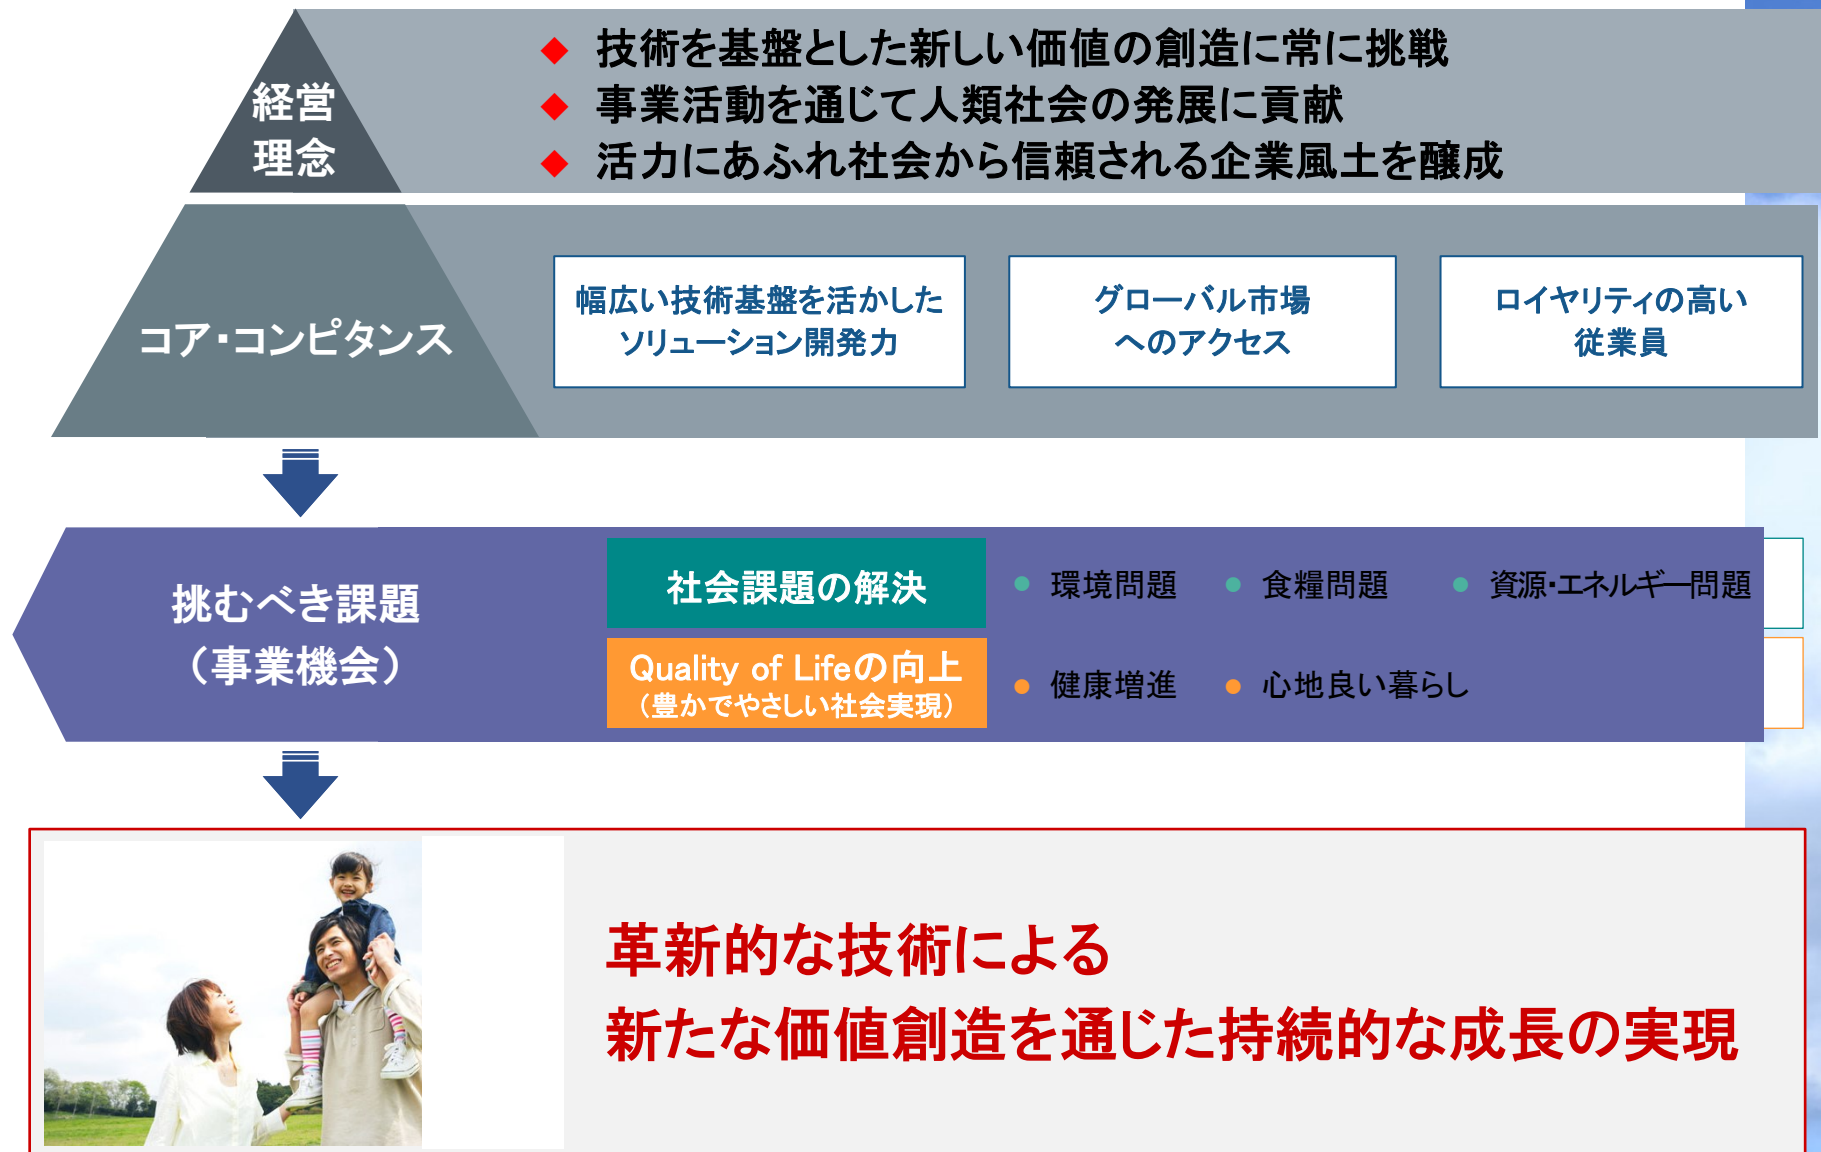 経営
理念
◆ 技術を基盤とした新しい価値の創造に常に挑戦
◆ 事業活動を通じて人類社会の発展に貢献
◆ 活力にあふれ社会から信頼される企業風土を醸成
コア・コンピタンス
幅広い技術基盤を活かした
ソリューション開発力
グローバル市場
へのアクセス
ロイヤリティの高い
従業員
挑むべき課題
（事業機会）
社会課題の解決
● 環境問題 ● 食糧問題 ● 資源・エネルギー問題
Quality of Lifeの向上
（豊かでやさしい社会実現）
● 健康増進 ● 心地良い暮らし
革新的な技術による
新たな価値創造を通じた持続的な成長の実現